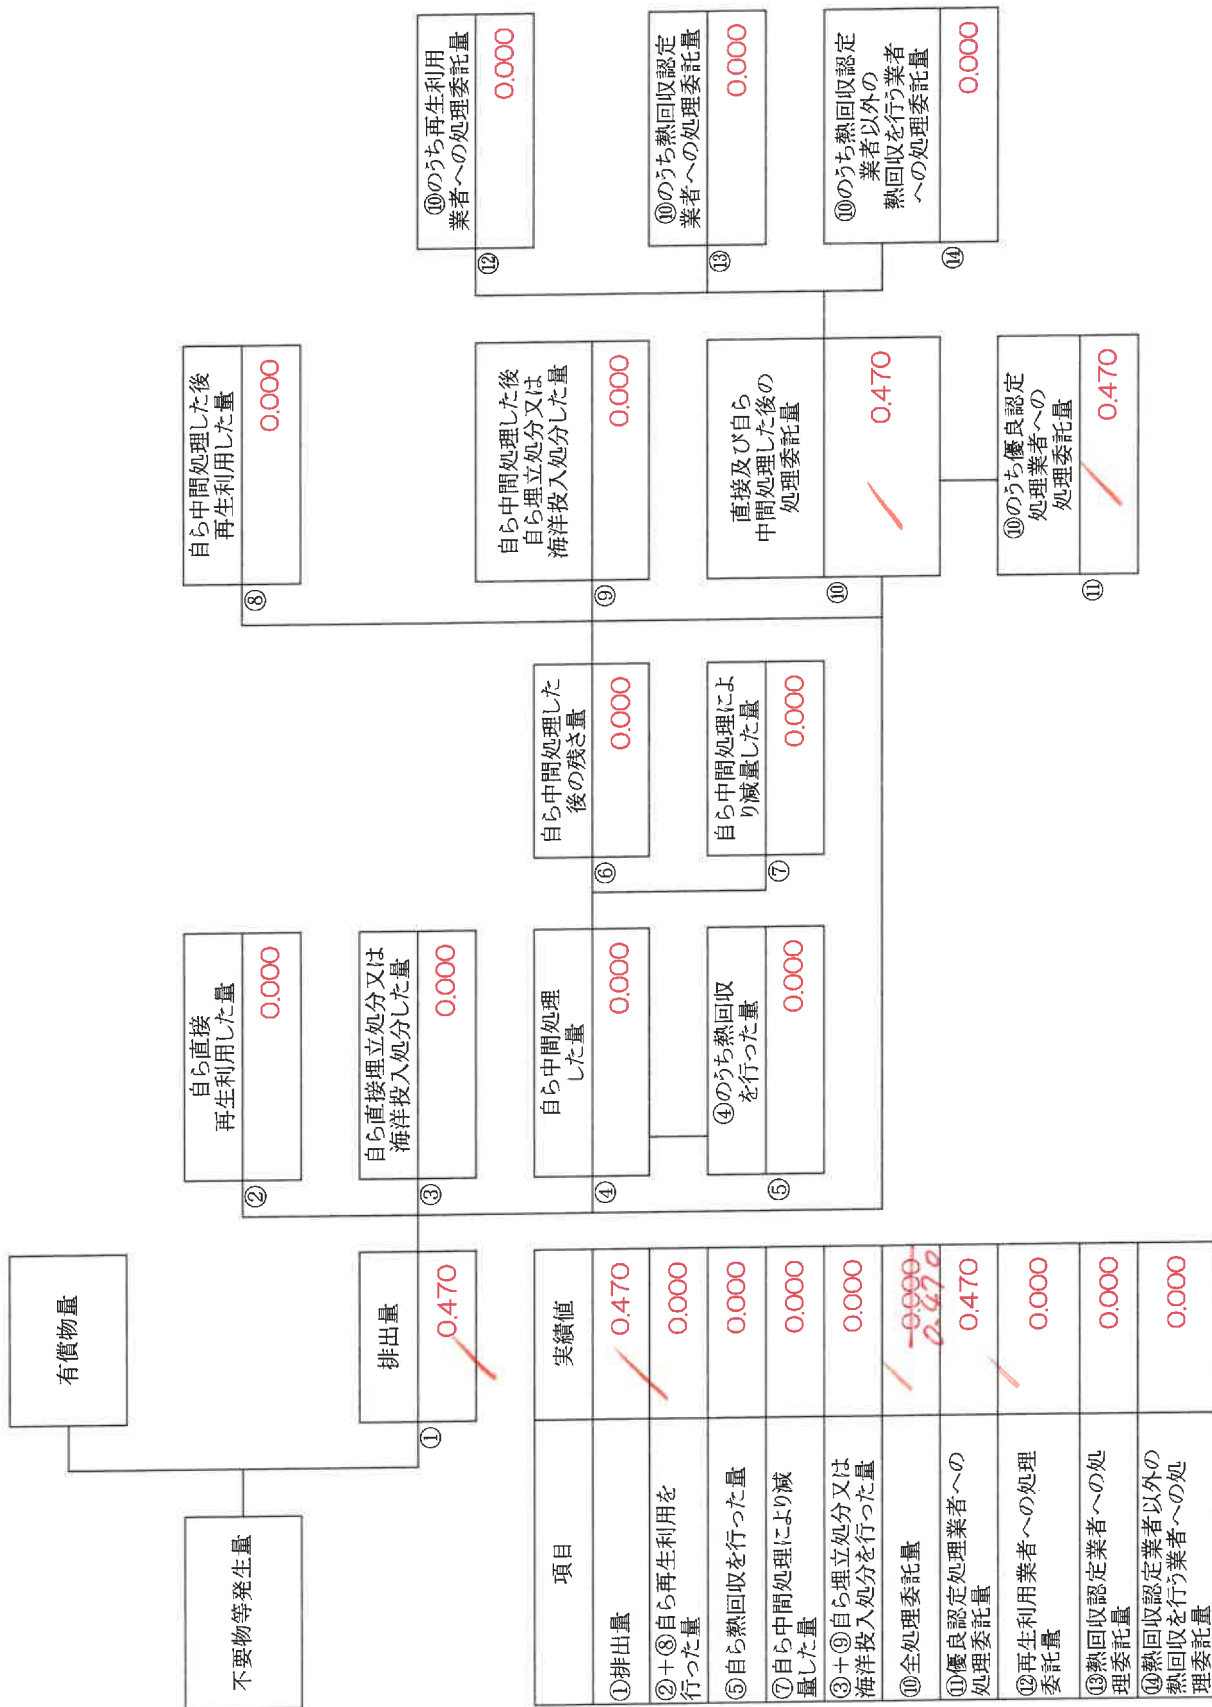 不要物等発生量
有償物量
①
排出量
0.470
②
自ら直接
再生利用した量
0.000
③
自ら直接埋立処分又は
海洋投入処分した量
0.000
④
自ら中間処理
した量
0.000
⑤
④のうち熱回収
を行った量
0.000
⑥
自ら中間処理した
後の残さ量
0.000
⑦
自ら中間処理によ
り減量した量
0.000
⑧
自ら中間処理した後
再生利用した量
0.000
⑨
自ら中間処理した後
自ら埋立処分又は
海洋投入処分した量
0.000
⑩
直接及び自ら
中間処理した後の
処理委託量
0.470
⑪
⑩のうち優良認定
処理業者への
処理委託量
0.470
⑫
⑩のうち再生利用
業者への処理委託量
0.000
⑬
⑩のうち熱回収認定
業者への処理委託量
0.000
⑭
⑩のうち熱回収認定
業者以外の
熱回収を行う業者
への処理委託量
0.000
項目 実績値
①排出量 0.470
②+⑧自ら再生利用を
行った量 0.000
⑤自ら熱回収を行った量 0.000
⑦自ら中間処理により減
量した量 0.000
③+⑨自ら埋立処分又は
海洋投入処分を行った量 0.000
⑩全処理委託量 0.000
0.470
⑪優良認定処理業者への
処理委託量 0.470
⑫再生利用業者への処理
委託量 0.000
⑬熱回収認定業者への処
理委託量 0.000
⑭熱回収認定業者以外の
熱回収を行う業者への処
理委託量 0.000